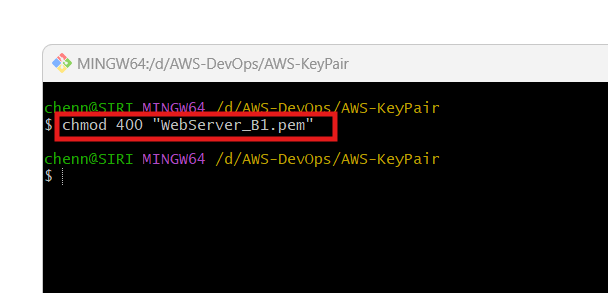 MINGW64:/d/AWS-DevOps/AWS-KeyPair
chenn@SIRI MINGW64 /d/AWS-DevOps/AWS-KeyPair
$ chmod 400 "WebServer_B1.pem"
chenn@SIRI MINGW64 /d/AWS-DevOps/AWS-KeyPair
$